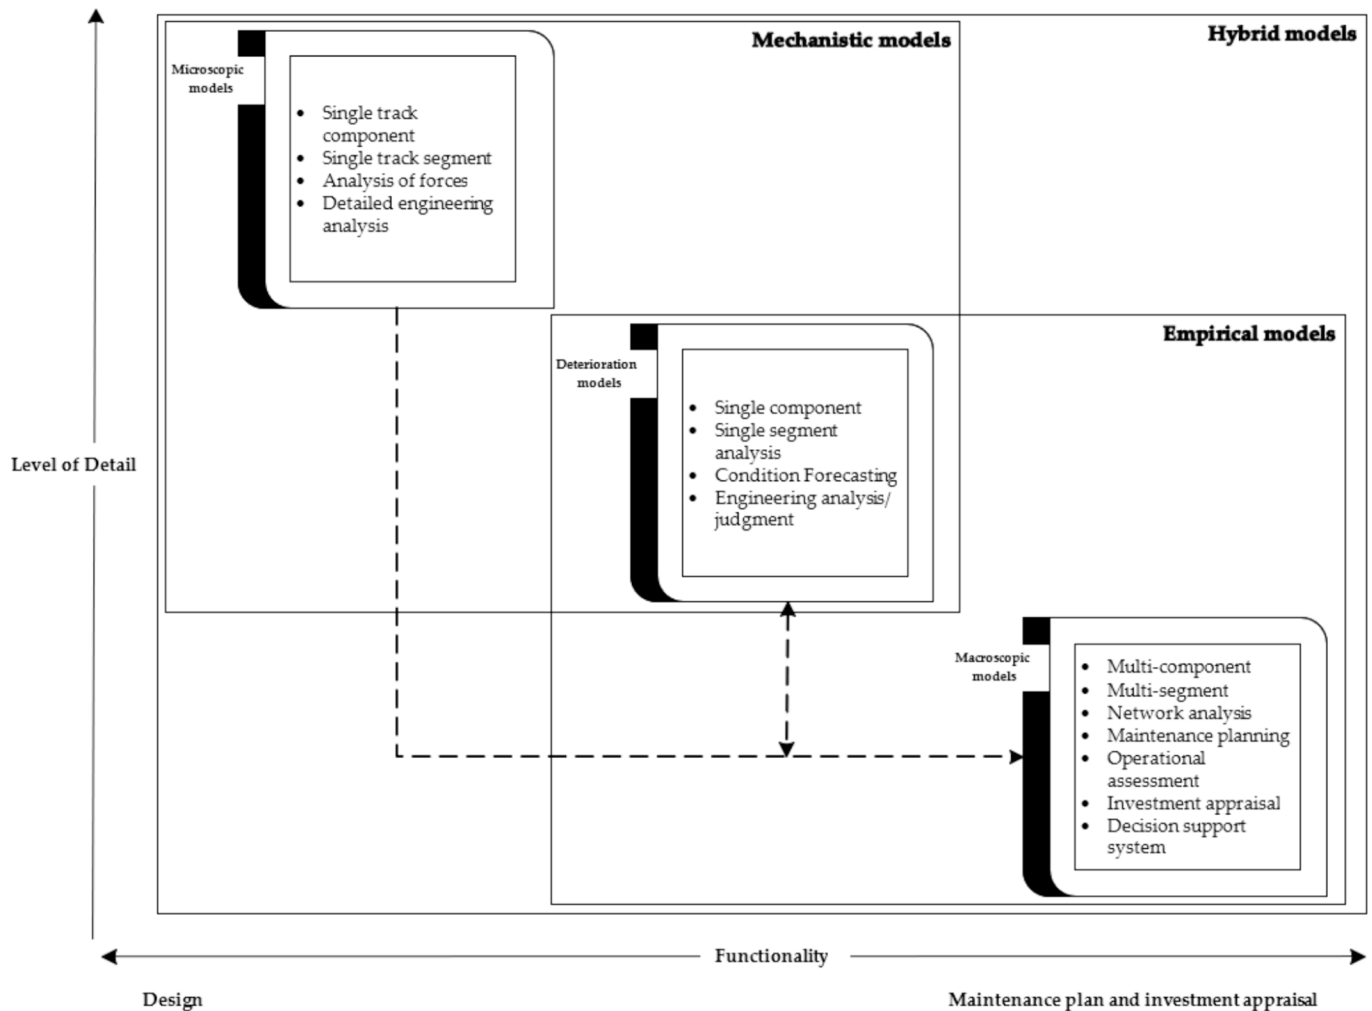 Mechanistic models
Hybrid models
Microscopic
models
• Single track
component
• Single track segment
• Analysis of forces
• Detailed engineering
analysis
Empirical models
Deterioration
models
• Single component
• Single segment
analysis
• Condition Forecasting
• Engineering analysis/
judgment
Level of Detail
Macroscopic
models
• Multi-component
• Multi-segment
• Network analysis
• Maintenance planning
• Operational
assessment
• Investment appraisal
• Decision support
system
Functionality
Design
Maintenance plan and investment appraisal